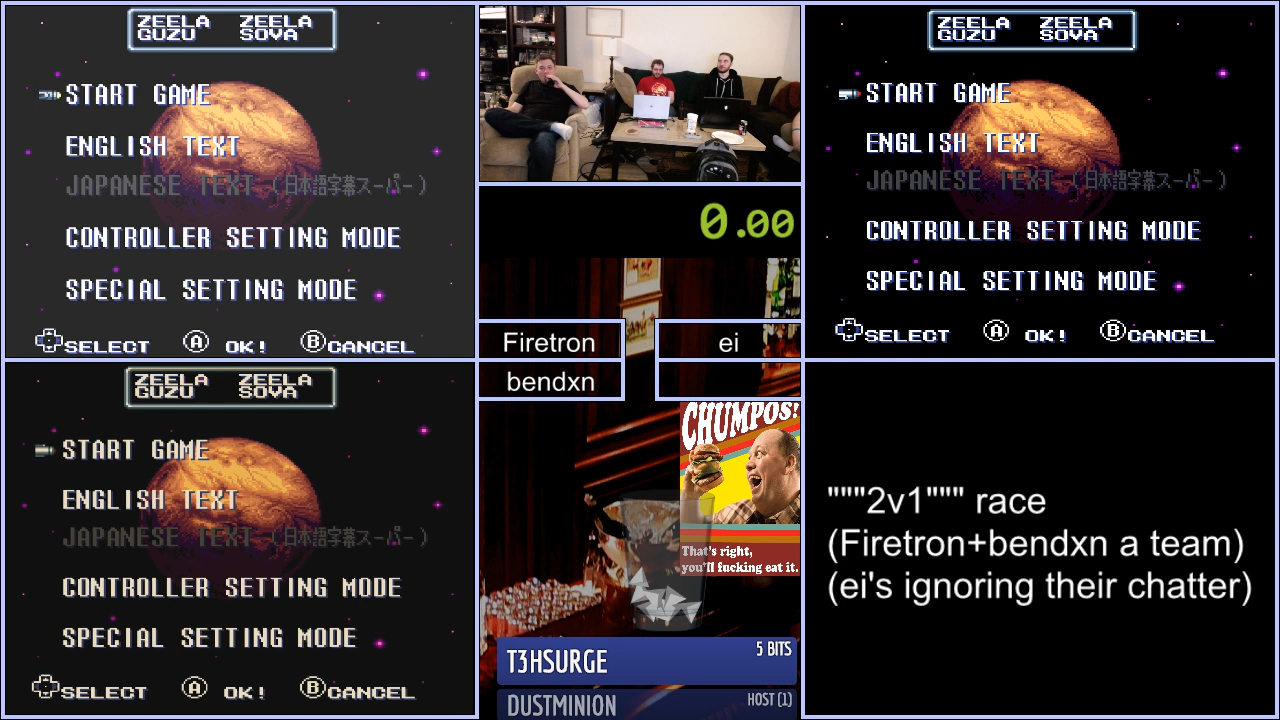 ZEELA ZEELA
GUZU SOVA
START GAME
ENGLISH TEXT
JAPANESE TEXT (日本語字幕スーパー)
CONTROLLER SETTING MODE
SPECIAL SETTING MODE
SELECT A OK! B CANCEL
ZEELA ZEELA
GUZU SOVA
START GAME
ENGLISH TEXT
JAPANESE TEXT (日本語字幕スーパー)
CONTROLLER SETTING MODE
SPECIAL SETTING MODE
SELECT A OK! B CANCEL
0.00
Firetron
bendxn
ei
CHUMPOS!
That's right,
you'll fucking eat it.
T3HSURGE
5 BITS
DUSTMINION
HOST (1)
ZEELA ZEELA
GUZU SOVA
START GAME
ENGLISH TEXT
JAPANESE TEXT (日本語字幕スーパー)
CONTROLLER SETTING MODE
SPECIAL SETTING MODE
SELECT A OK! B CANCEL
"""2v1""" race
(Firetron+bendxn a team)
(ei's ignoring their chatter)